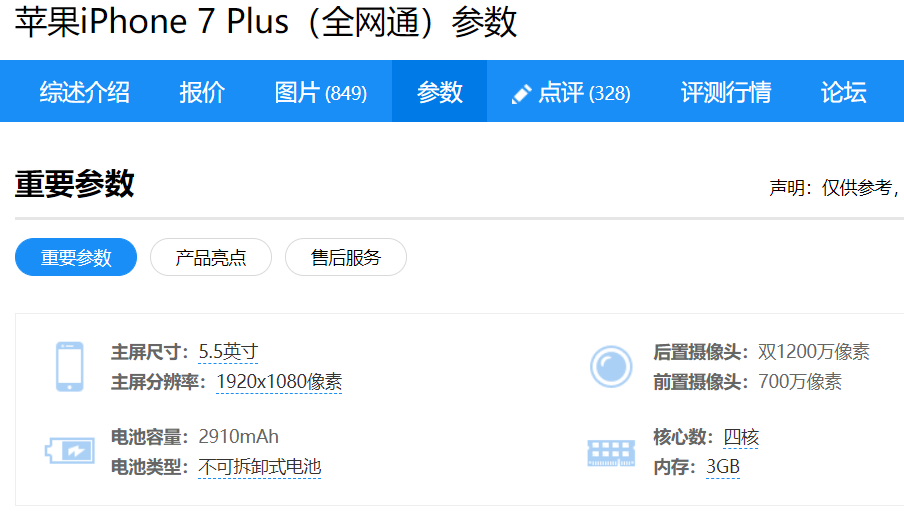 苹果iPhone 7 Plus（全网通）参数
综述介绍 报价 图片 (849) 参数 点评 (328) 评测行情 论坛
重要参数
声明：仅供参考，
重要参数 产品亮点 售后服务
主屏尺寸：5.5英寸
主屏分辨率：1920x1080像素
后置摄像头：双1200万像素
前置摄像头：700万像素
电池容量：2910mAh
电池类型：不可拆卸式电池
核心数：四核
内存：3GB